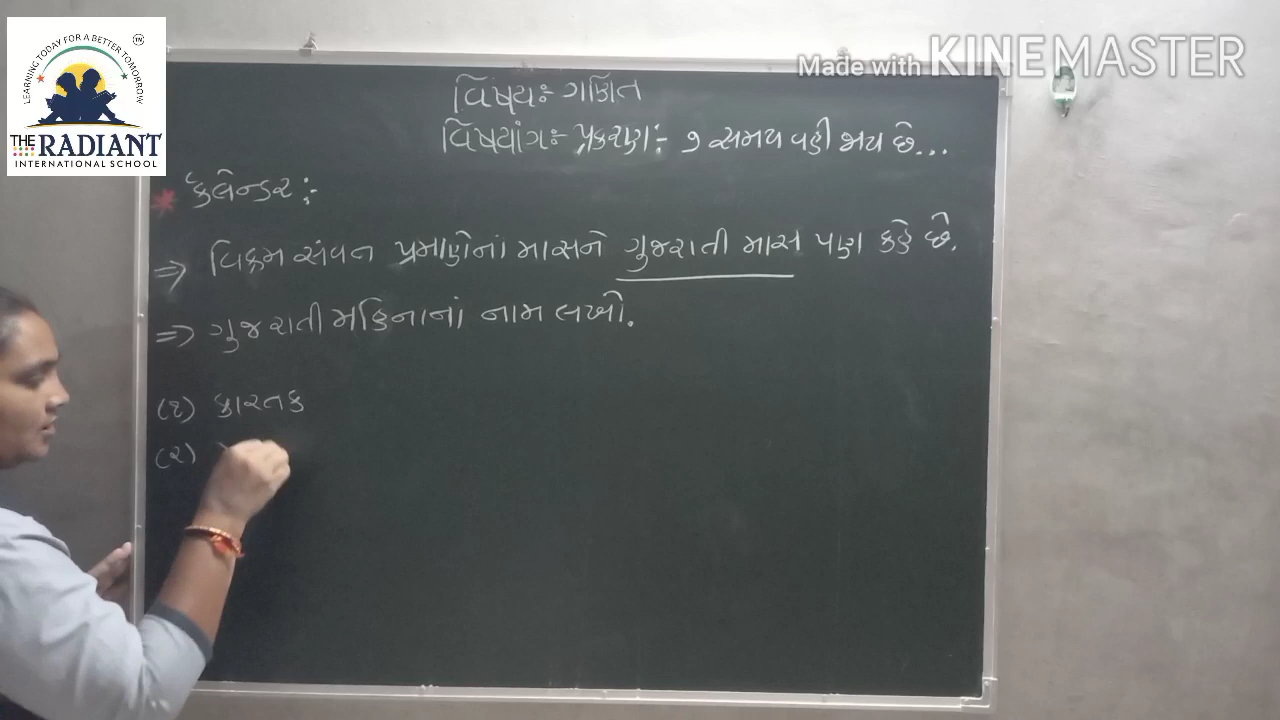 LEARNING TODAY FOR A BETTER TOMORROW
THE RADIANT
INTERNATIONAL SCHOOL
Made with KINEMASTER
વિષય:- ગણિત
વિષયાંગ:- પ્રકરણ:- ૭ સમય વહી જાય છે...
* કેલેન્ડર :-
⇒ વિક્રમ સંવત પ્રમાણેનાં માસને ગુજરાતી માસ પણ કહે છે.
⇒ ગુજરાતી મહિનાનાં નામ લખો.
(૧) કારતક
(૨)